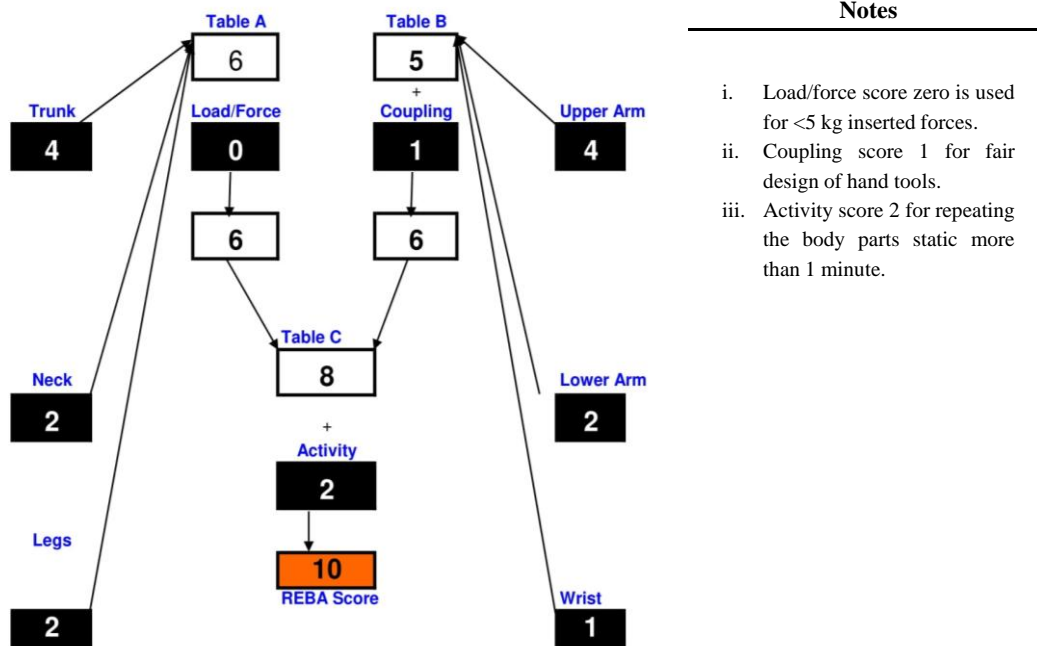 Notes
Table A
Table B
6
5
+
Trunk
Load/Force
Coupling
Upper Arm
4
0
1
4
6
6
Table C
8
Neck
Lower Arm
2
2
+
Activity
2
Legs
10
REBA Score
Wrist
2
1
i. Load/force score zero is used
for <5 kg inserted forces.
ii. Coupling score 1 for fair
design of hand tools.
iii. Activity score 2 for repeating
the body parts static more
than 1 minute.